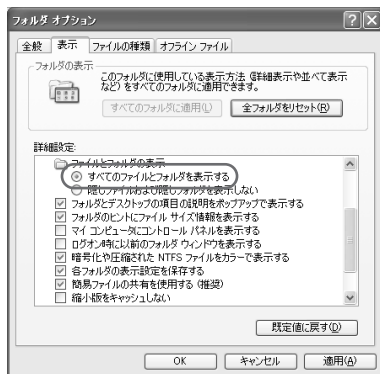 フォルダ オプション
全般 表示 ファイルの種類 オフライン ファイル
フォルダの表示
このフォルダに使用している表示方法 (詳細表示や並べて表示
など) をすべてのフォルダに適用できます。
すべてのフォルダに適用(L) 全フォルダをリセット(R)
詳細設定:
ファイルとフォルダの表示
すべてのファイルとフォルダを表示する
隠しファイルおよび隠しフォルダを表示しない
フォルダとデスクトップの項目の説明をポップアップで表示する
フォルダのヒントにファイル サイズ情報を表示する
マイ コンピュータにコントロール パネルを表示する
ログオン時に以前のフォルダ ウィンドウを表示する
暗号化や圧縮された NTFS ファイルをカラーで表示する
各フォルダの表示設定を保存する
簡易ファイルの共有を使用する (推奨)
縮小版をキャッシュしない
既定値に戻す(D)
OK キャンセル 適用(A)